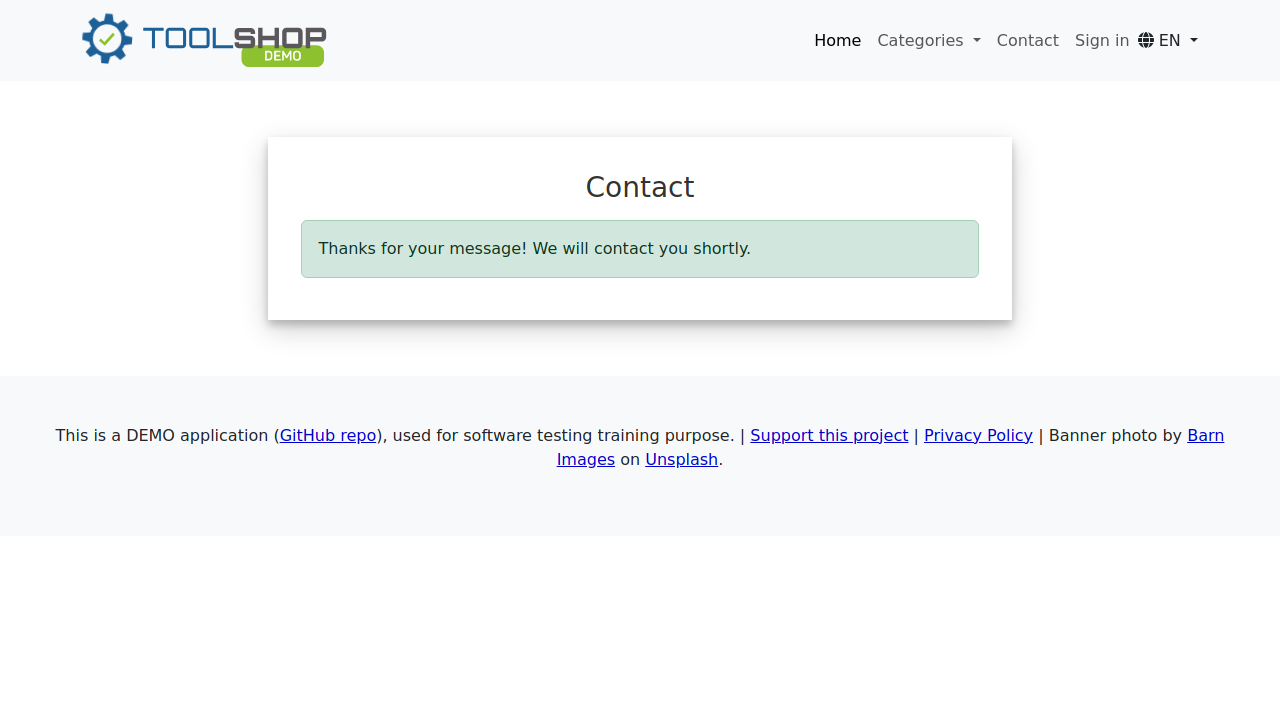 TOOLSHOP
DEMO
Home Categories Contact Sign in EN
Contact
Thanks for your message! We will contact you shortly.
This is a DEMO application (GitHub repo), used for software testing training purpose. | Support this project | Privacy Policy | Banner photo by Barn
Images on Unsplash.